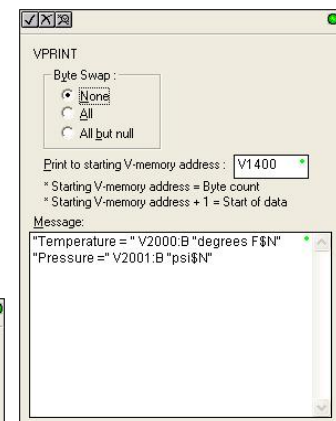 VPRINT
Byte Swap :
None
All
All but null
Print to starting V-memory address : V1400
* Starting V-memory address = Byte count
* Starting V-memory address + 1 = Start of data
Message:
"Temperature = " V2000:B "degrees F$N"
"Pressure =" V2001:B "psi$N"